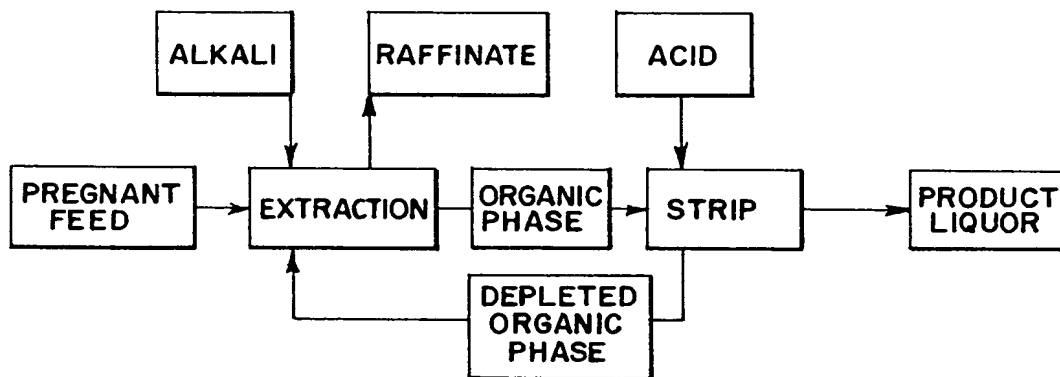 ALKALI
RAFFINATE
ACID
PREGNANT
FEED
EXTRACTION
ORGANIC
PHASE
STRIP
PRODUCT
LIQUOR
DEPLETED
ORGANIC
PHASE